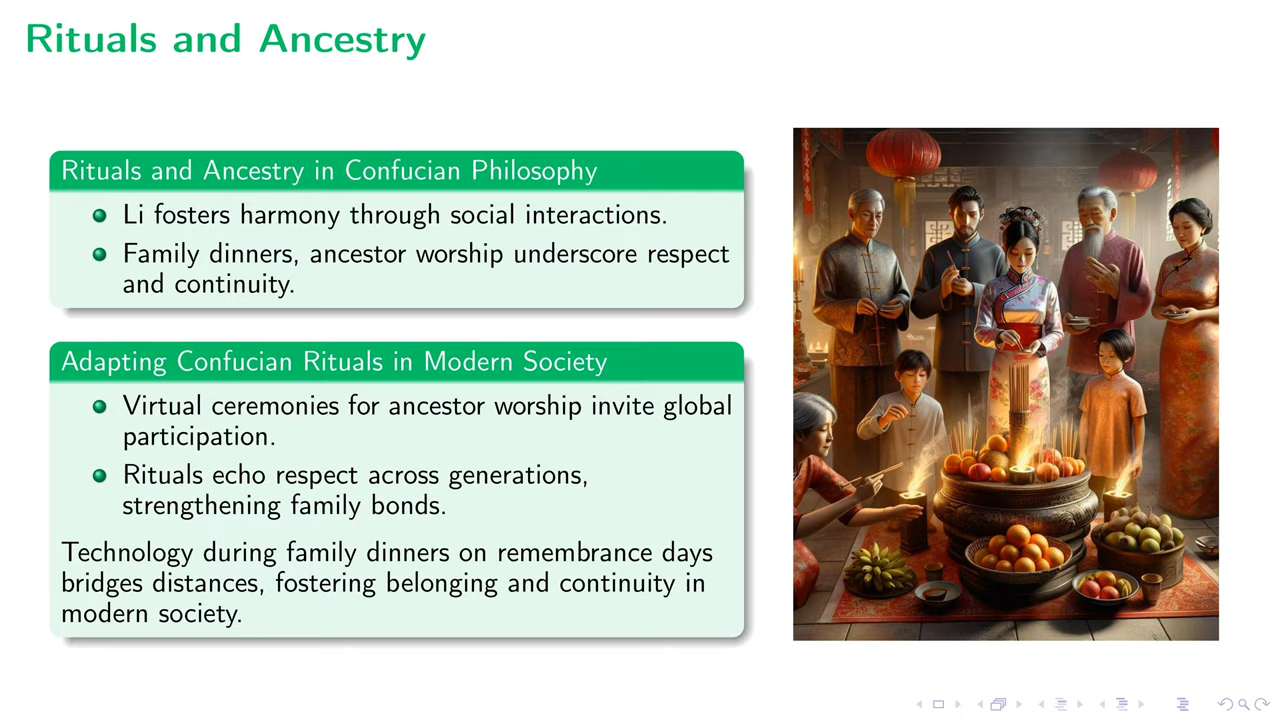 Rituals and Ancestry
Rituals and Ancestry in Confucian Philosophy
Li fosters harmony through social interactions.
Family dinners, ancestor worship underscore respect
and continuity.
Adapting Confucian Rituals in Modern Society
Virtual ceremonies for ancestor worship invite global
participation.
Rituals echo respect across generations,
strengthening family bonds.
Technology during family dinners on remembrance days
bridges distances, fostering belonging and continuity in
modern society.